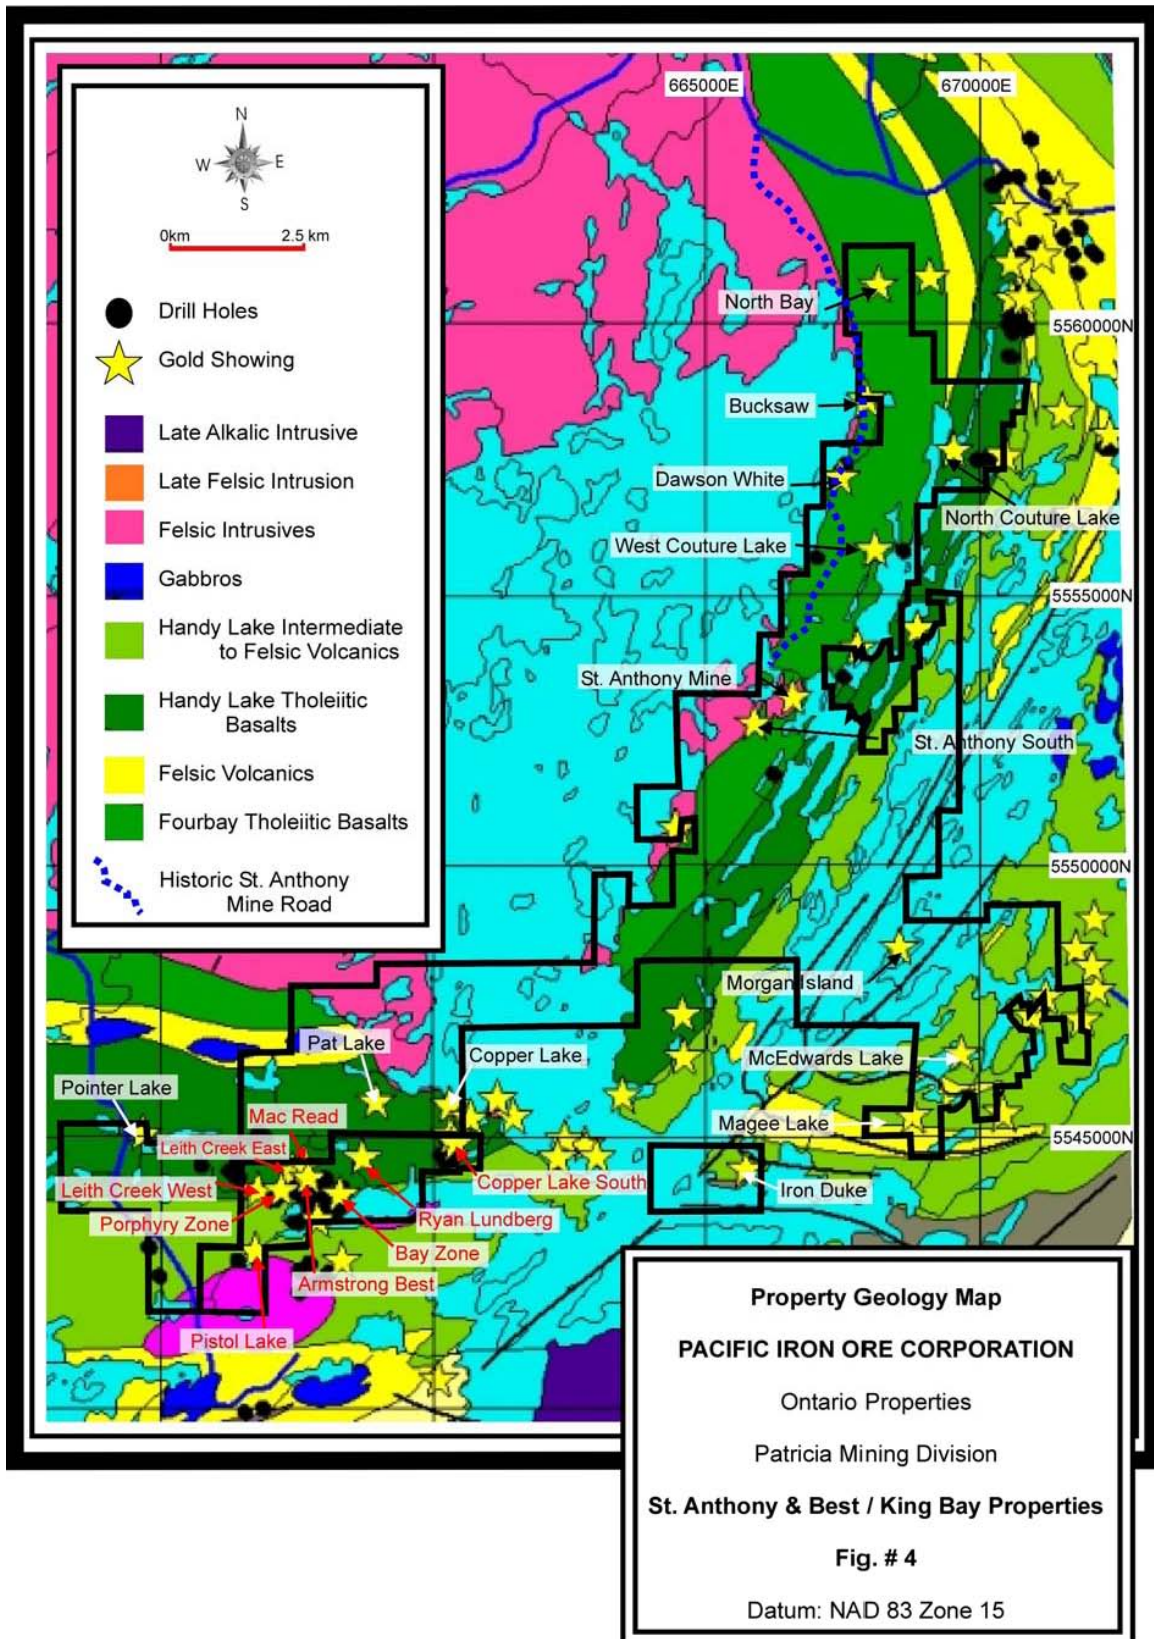 665000E
670000E
N
W
E
S
0km
2.5 km
Drill Holes
Gold Showing
Late Alkalic Intrusive
Late Felsic Intrusion
Felsic Intrusives
Gabbros
Handy Lake Intermediate
to Felsic Volcanics
Handy Lake Tholeiitic
Basalts
Felsic Volcanics
Fourbay Tholeiitic Basalts
Historic St. Anthony
Mine Road
North Bay
5560000N
Bucksaw
Dawson White
North Couture Lake
West Couture Lake
5555000N
St. Anthony Mine
St. Anthony South
5550000N
Morgan Island
Pat Lake
Copper Lake
McEdwards Lake
Pointer Lake
Mac Read
Magee Lake
5545000N
Leith Creek East
Leith Creek West
Copper Lake South
Iron Duke
Porphyry Zone
Ryan Lundberg
Bay Zone
Armstrong Best
Pistol Lake
Property Geology Map
PACIFIC IRON ORE CORPORATION
Ontario Properties
Patricia Mining Division
St. Anthony & Best / King Bay Properties
Fig. # 4
Datum: NAD 83 Zone 15